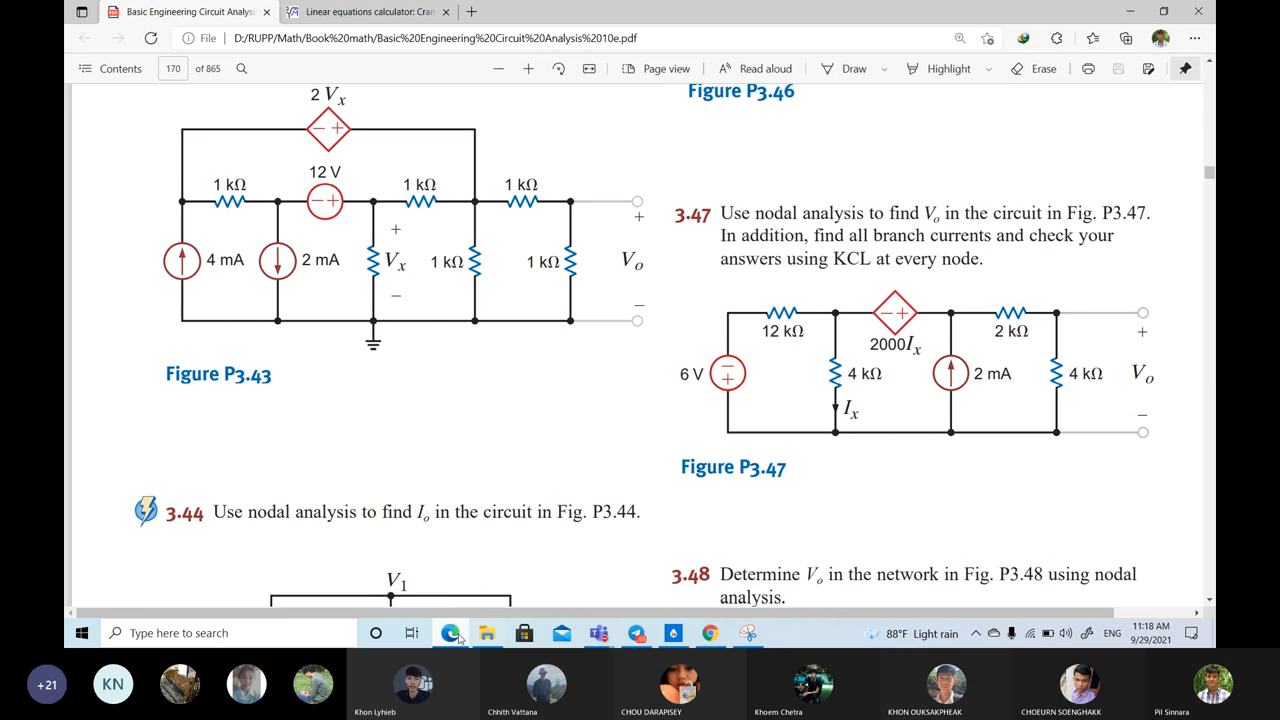 Basic Engineering Circuit Analysi
Linear equations calculator: Cram
File
D:/RUPP/Math/Book%20math/Basic%20Engineering%20Circuit%20Analysis%2010e.pdf
Contents
170
of 865
Page view
Read aloud
Draw
Highlight
Erase
2 Vx
1 kΩ
12 V
1 kΩ
1 kΩ
4 mA
2 mA
+
Vx
−
1 kΩ
1 kΩ
+
Vo
−
Figure P3.43
3.44 Use nodal analysis to find Io in the circuit in Fig. P3.44.
V1
Figure P3.46
3.47 Use nodal analysis to find Vo in the circuit in Fig. P3.47.
In addition, find all branch currents and check your
answers using KCL at every node.
12 kΩ
2000Ix
2 kΩ
6 V
4 kΩ
Ix
2 mA
4 kΩ
+
Vo
−
Figure P3.47
3.48 Determine Vo in the network in Fig. P3.48 using nodal
analysis.
Type here to search
88°F Light rain
ENG
11:18 AM
9/29/2021
+21
KN
Khon Lyhieb
Chhith Vattana
CHOU DARAPISEY
Khoem Chetra
KHON OUKSAKPHEAK
CHOEURN SOENGHAKK
Pil Sinnara